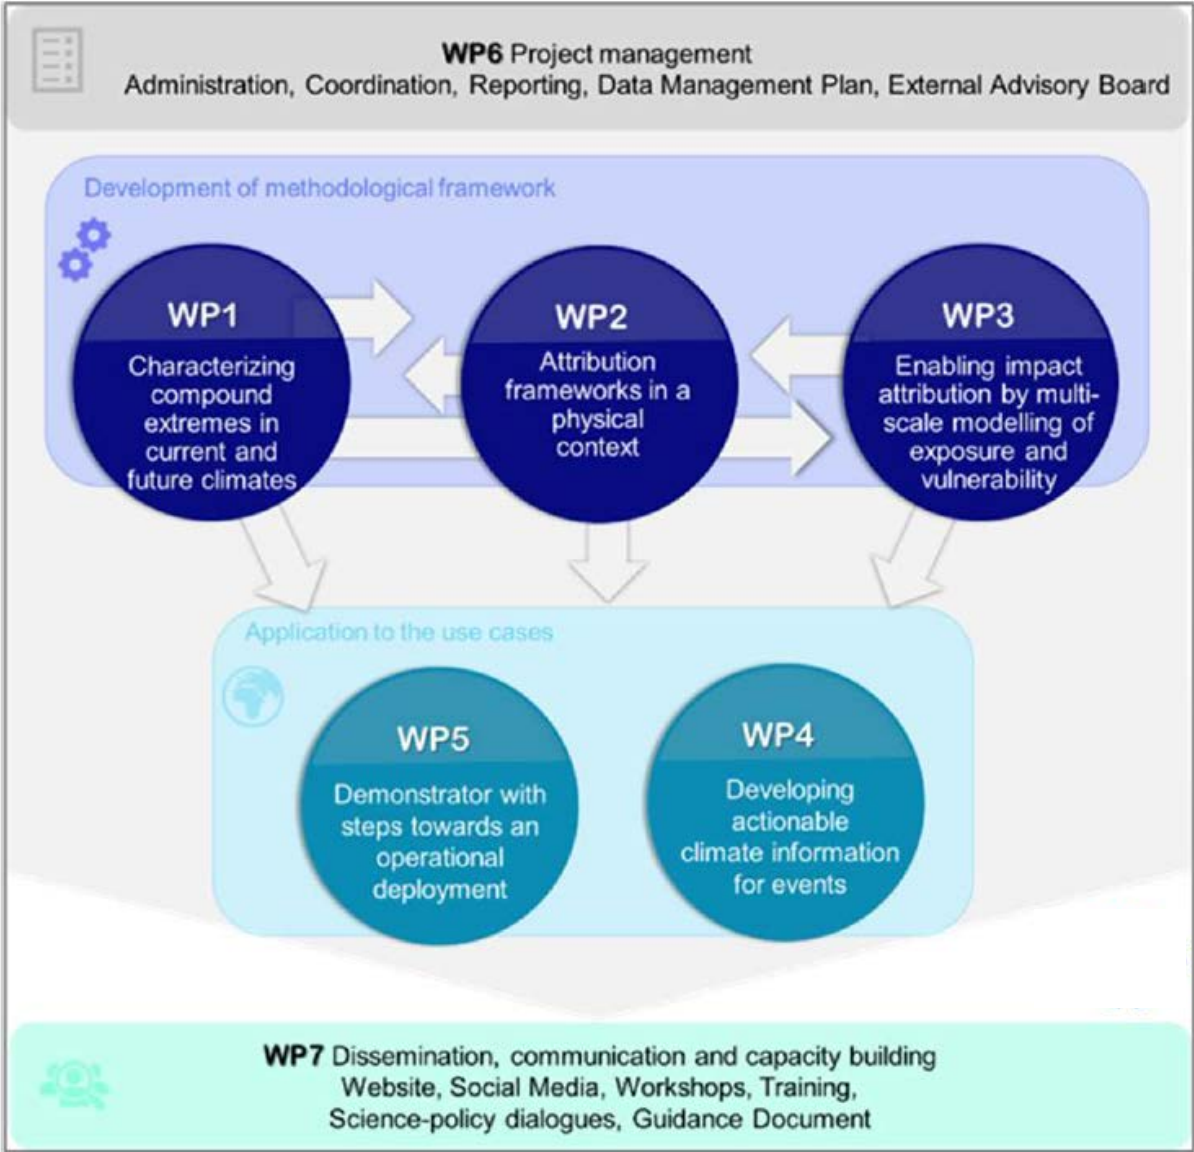 WP6 Project management
Administration, Coordination, Reporting, Data Management Plan, External Advisory Board
Development of methodological framework
WP1
Characterizing
compound
extremes in
current and
future climates
WP2
Attribution
frameworks in a
physical
context
WP3
Enabling impact
attribution by multi-
scale modelling of
exposure and
vulnerability
Application to the use cases
WP5
Demonstrator with
steps towards an
operational
deployment
WP4
Developing
actionable
climate information
for events
WP7 Dissemination, communication and capacity building
Website, Social Media, Workshops, Training,
Science-policy dialogues, Guidance Document